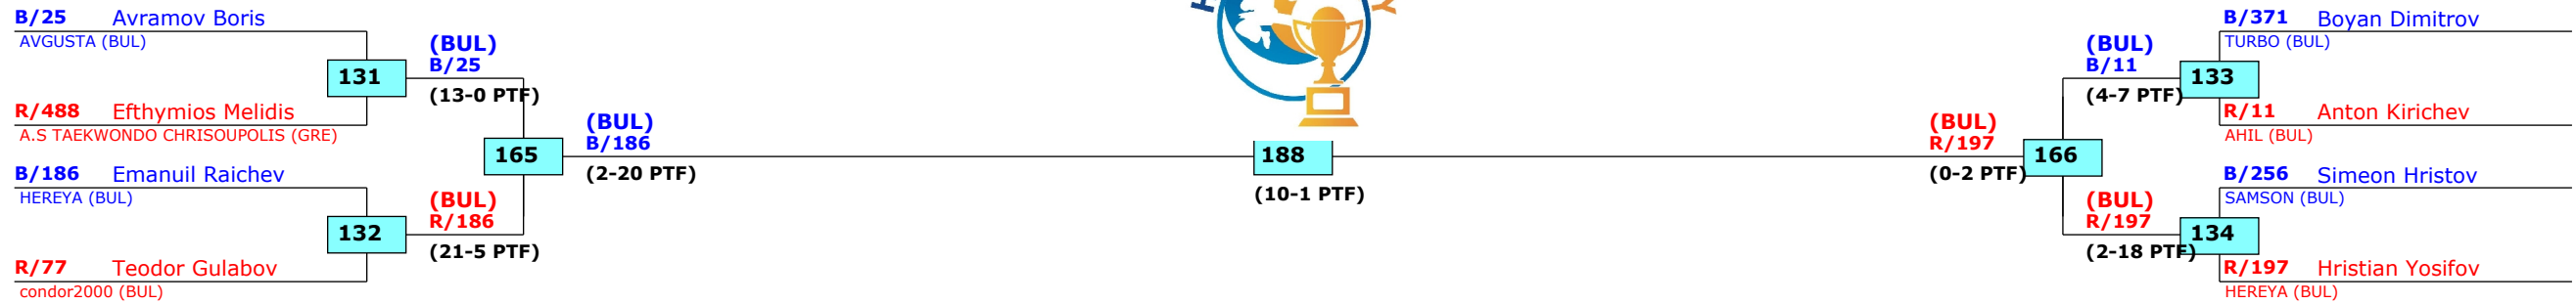 B/25 Avramov Boris
AVGUSTA (BUL)
131
(BUL)
B/25
(13-0 PTF)
R/488 Efthymios Melidis
A.S TAEKWONDO CHRISOUPOLIS (GRE)
165
(BUL)
B/186
(2-20 PTF)
B/186 Emanuil Raichev
HEREYA (BUL)
132
(BUL)
R/186
(21-5 PTF)
R/77 Teodor Gulabov
condor2000 (BUL)
188
(10-1 PTF)
B/371 Boyan Dimitrov
TURBO (BUL)
(BUL)
B/11
133
(4-7 PTF)
R/11 Anton Kirichev
AHIL (BUL)
(BUL)
R/197
166
(0-2 PTF)
B/256 Simeon Hristov
SAMSON (BUL)
(BUL)
R/197
134
(2-18 PTF)
R/197 Hristian Yosifov
HEREYA (BUL)